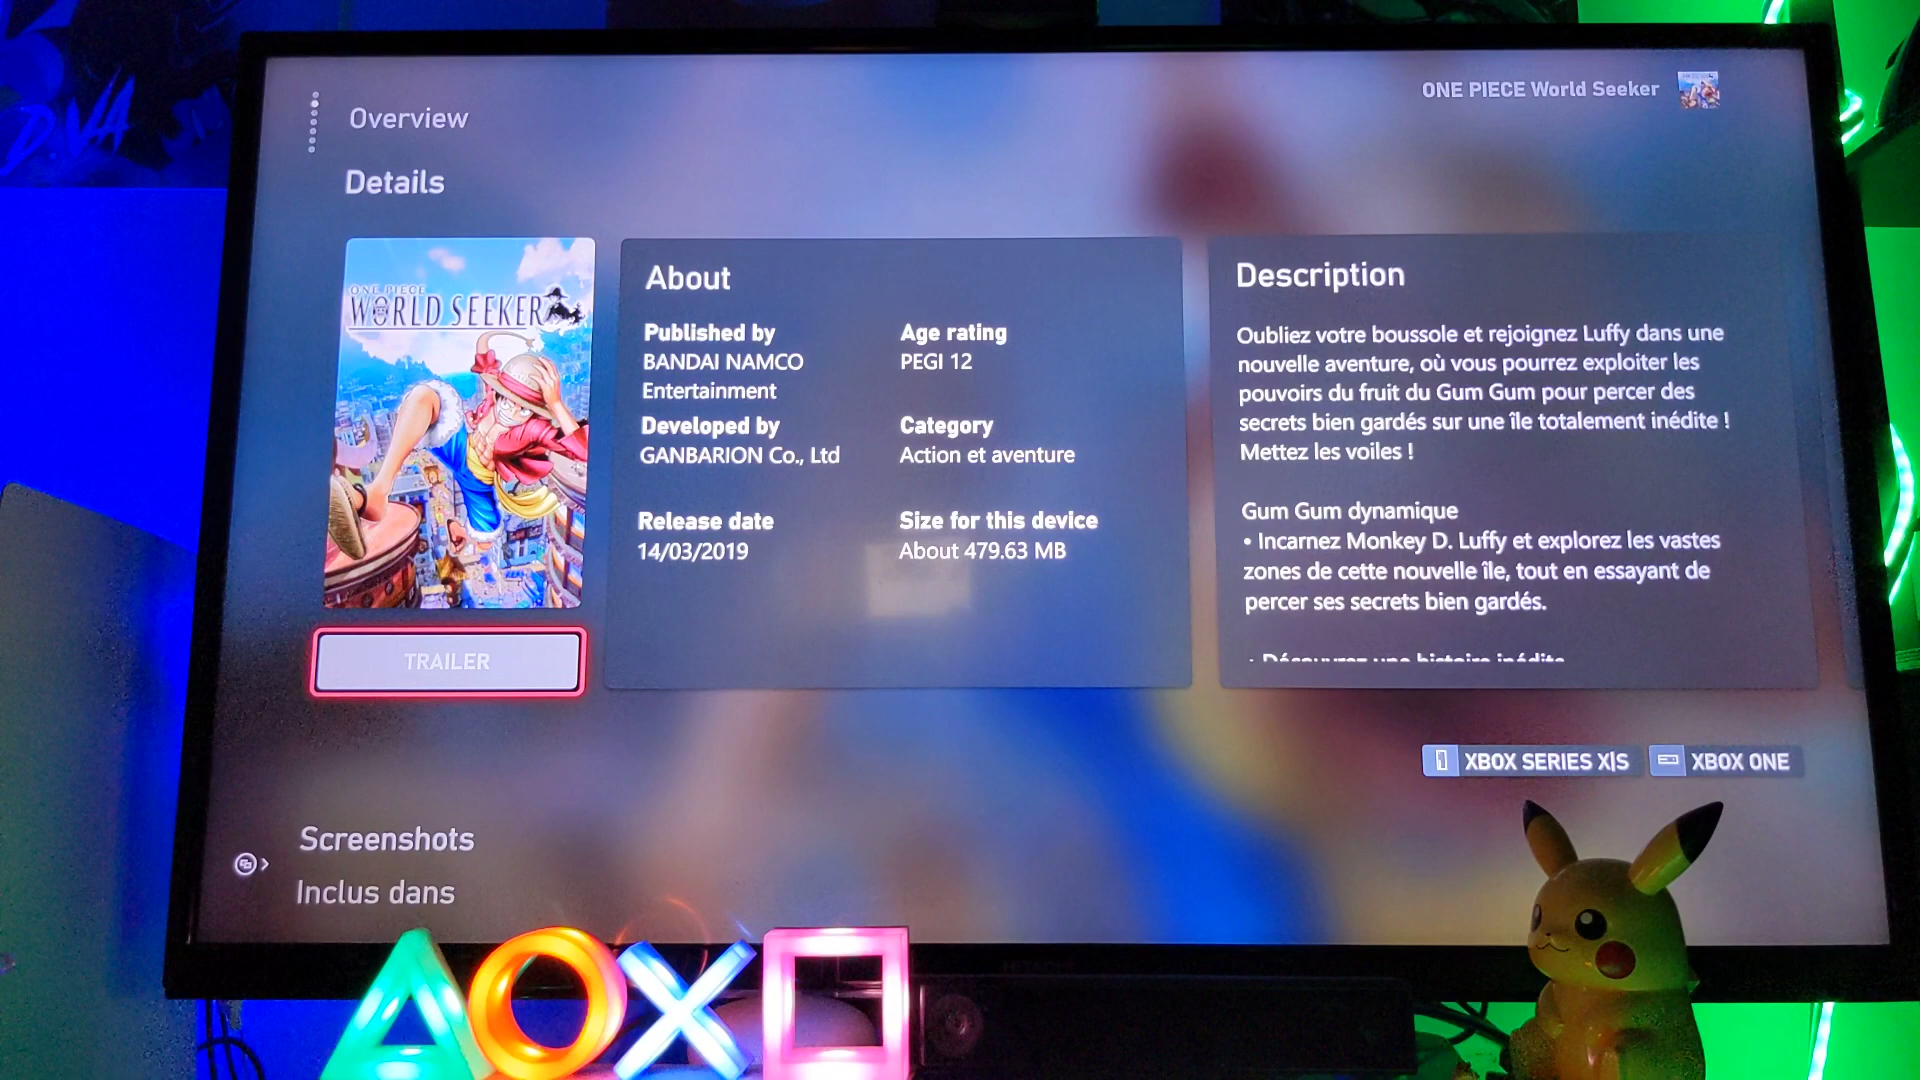 D.VA
ONE PIECE World Seeker
Overview
Details
ONE PIECE
WORLD SEEKER
TRAILER
About
Published by
BANDAI NAMCO
Entertainment
Developed by
GANBARION Co., Ltd
Release date
14/03/2019
Age rating
PEGI 12
Category
Action et aventure
Size for this device
About 479.63 MB
Description
Oubliez votre boussole et rejoignez Luffy dans une
nouvelle aventure, où vous pourrez exploiter les
pouvoirs du fruit du Gum Gum pour percer des
secrets bien gardés sur une île totalement inédite !
Mettez les voiles !
Gum Gum dynamique
• Incarnez Monkey D. Luffy et explorez les vastes
zones de cette nouvelle île, tout en essayant de
percer ses secrets bien gardés.
• Découvrez une histoire inédite
XBOX SERIES X|S
XBOX ONE
Screenshots
Inclus dans